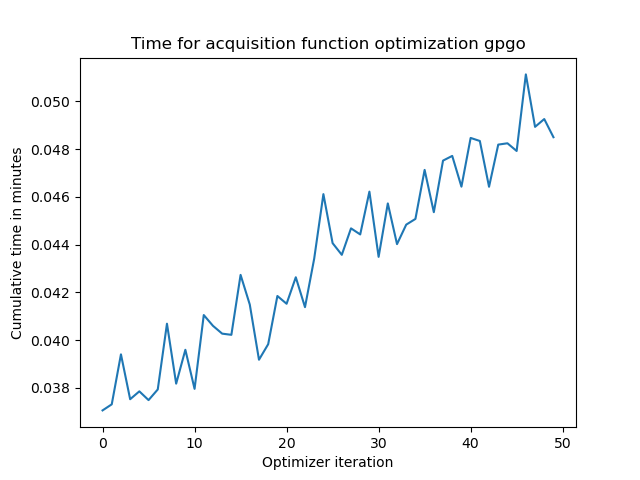 Time for acquisition function optimization gpgo
Cumulative time in minutes
0.050
0.048
0.046
0.044
0.042
0.040
0.038
0 10 20 30 40 50
Optimizer iteration